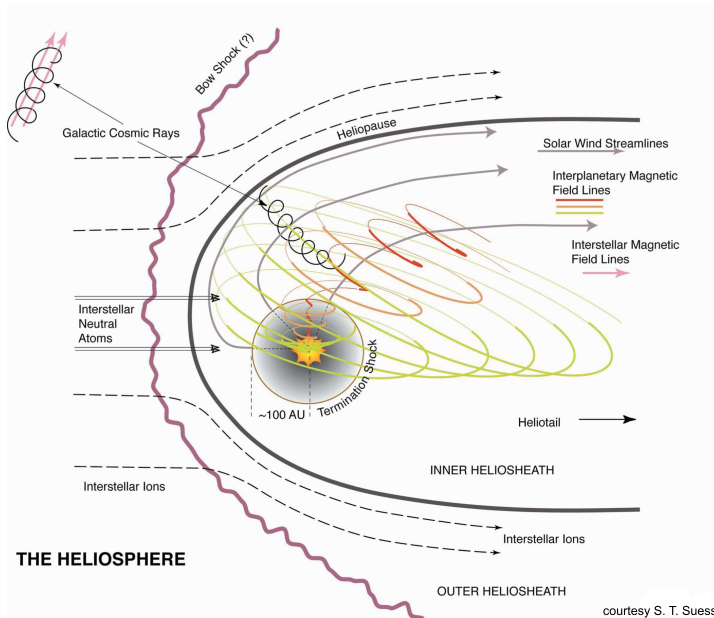 Bow Shock (?)
Galactic Cosmic Rays
Heliopause
Solar Wind Streamlines
Interplanetary Magnetic
Field Lines
Interstellar Magnetic
Field Lines
Interstellar
Neutral
Atoms
Termination Shock
~100 AU
Heliotail
INNER HELIOSHEATH
Interstellar Ions
Interstellar Ions
THE HELIOSPHERE
OUTER HELIOSHEATH
courtesy S. T. Suess